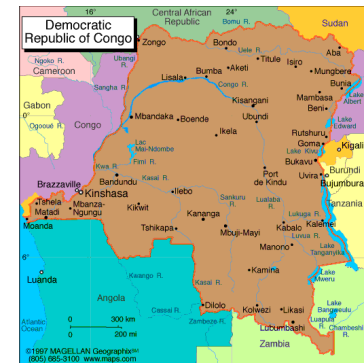 16° 20° 24°
Central African
Republic
Bomu R.
Sudan
Democratic
Republic of Congo
Zongo
Bondo
Uele R.
Aba
Ngoko R.
Cameroon
Ubangi
R.
Lisala
Bumba
Aketi
Titule
Isiro
Mungbere
Congo R.
Bunia
Sangha R.
Kisangani
Mambasa
Beni
Lake
Albert
Gabon
0°
Mbandaka
Boende
Ubundi
Lake
Edward
Ogooué R.
Congo
Ikela
Rutshuru
Goma
Lake Kivu
Kigali
Lac
Mai-Ndombe
Fimi R.
Bukavu
Kwa R.
Kasai R.
Uvira
Burundi
Bujumbura
Brazzaville
Bandundu
Port
de Kindu
Kinshasa
Ilebo
Sankuru
R.
Lualaba
R.
Tanzania
Tshela
Matadi
Mbanza-
Ngungu
Kikwit
Kananga
Lukuga R.
Moanda
Tshikapa
Mbuji-Mayi
Kabalo
Kalemie
Luvua R.
Manono
Lake
Tanganyika
6°
Kwango R.
Kamina
Lake
Mweru
Luanda
Kasai R.
Angola
Cassai R.
Dilolo
Kolwezi
Likasi
Lake
Bangweulu
Atlantic
Ocean
0 300 km
0 200 mi
Zambeze R.
Lubumbashi
Luapula
R.
Chambeshi
R.
Zambia
©1997 MAGELLAN Geographix℠
(805) 685-3100 www.maps.com